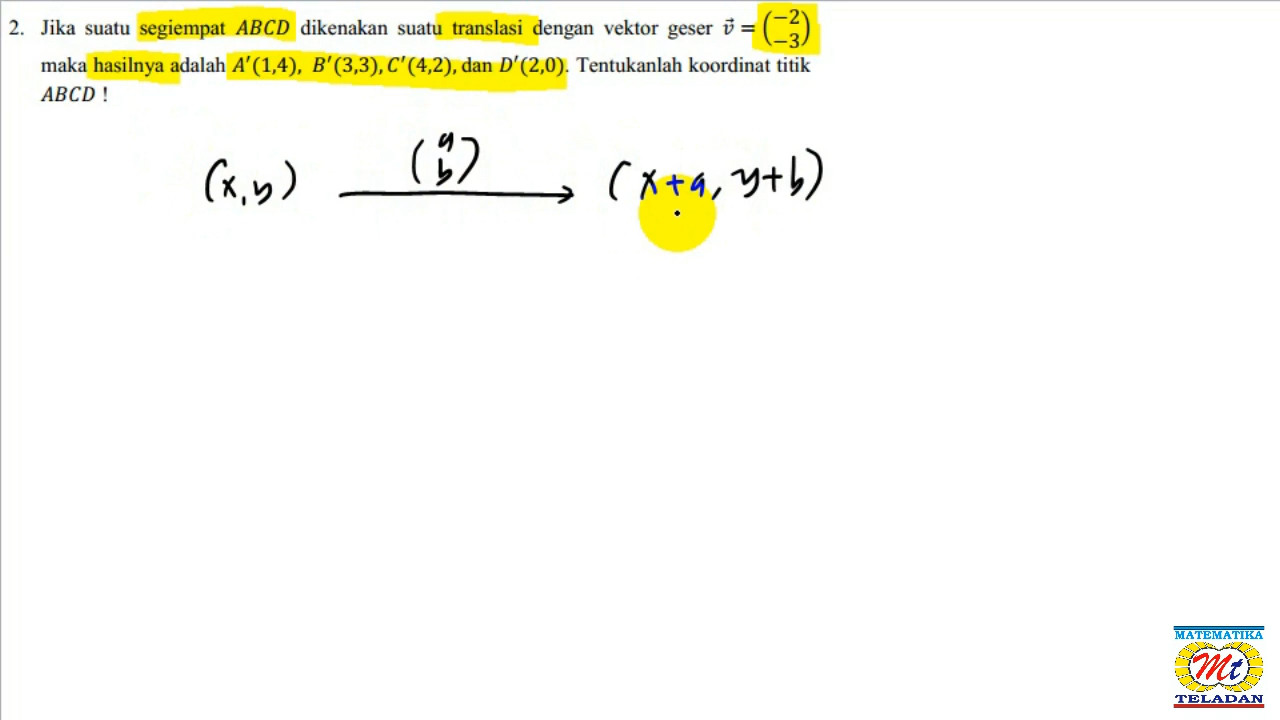 2. Jika suatu segiempat ABCD dikenakan suatu translasi dengan vektor geser v⃗ = (−2 −3)
maka hasilnya adalah A′(1,4), B′(3,3), C′(4,2), dan D′(2,0). Tentukanlah koordinat titik
ABCD !
(x,y) (a b) → (x+a, y+b)
MATEMATIKA
Mt
TELADAN